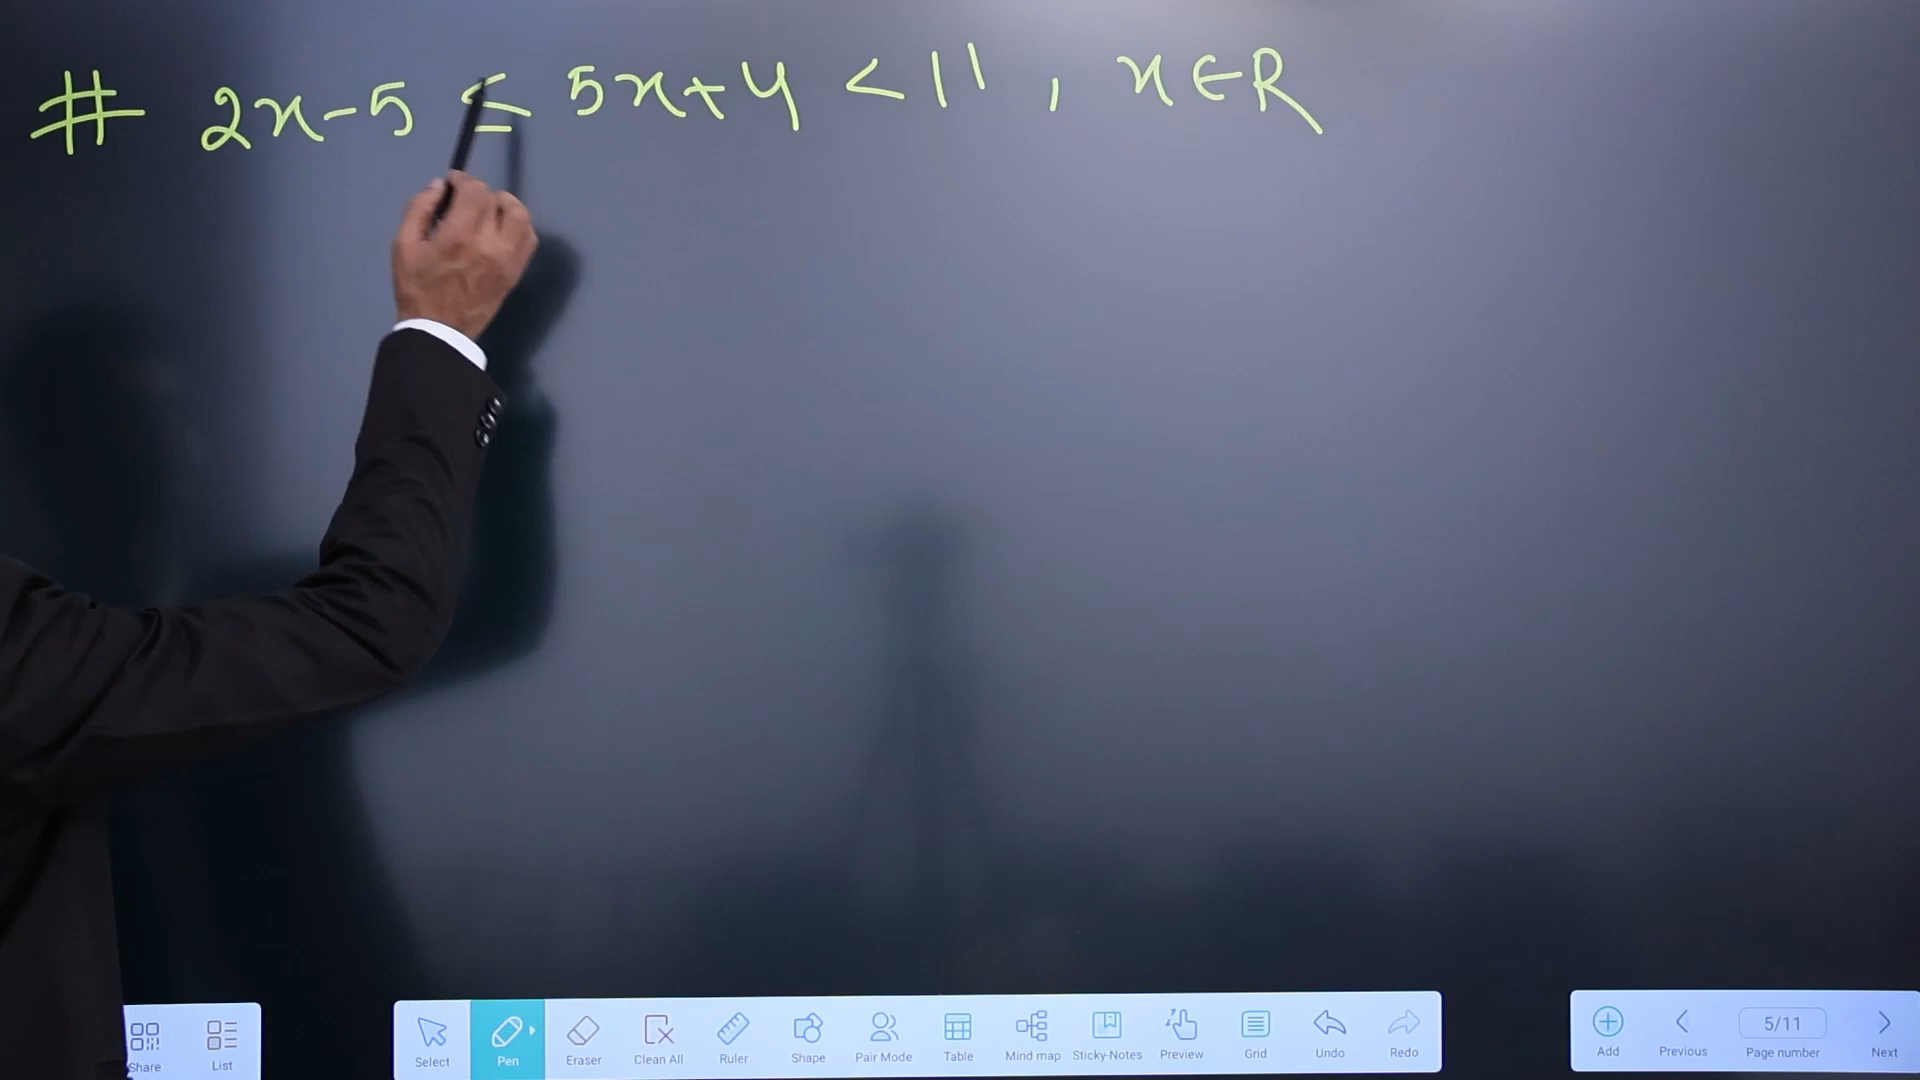 # 2x-5 ≤ 5x+4 < 11 , x∈R
Share List Select Pen Eraser Clean All Ruler Shape Pair Mode Table Mind map Sticky-Notes Preview Grid Undo Redo Add Previous 5/11 Page number Next